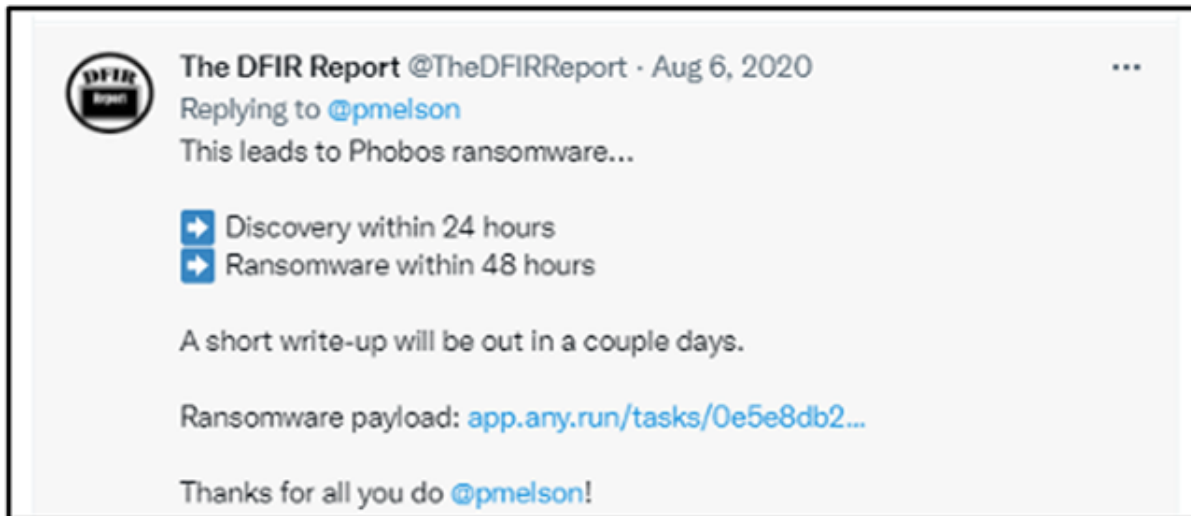 DFIR
Report
The DFIR Report @TheDFIRReport · Aug 6, 2020
Replying to @pmelson
This leads to Phobos ransomware...
➡️ Discovery within 24 hours
➡️ Ransomware within 48 hours
A short write-up will be out in a couple days.
Ransomware payload: app.any.run/tasks/0e5e8db2...
Thanks for all you do @pmelson!